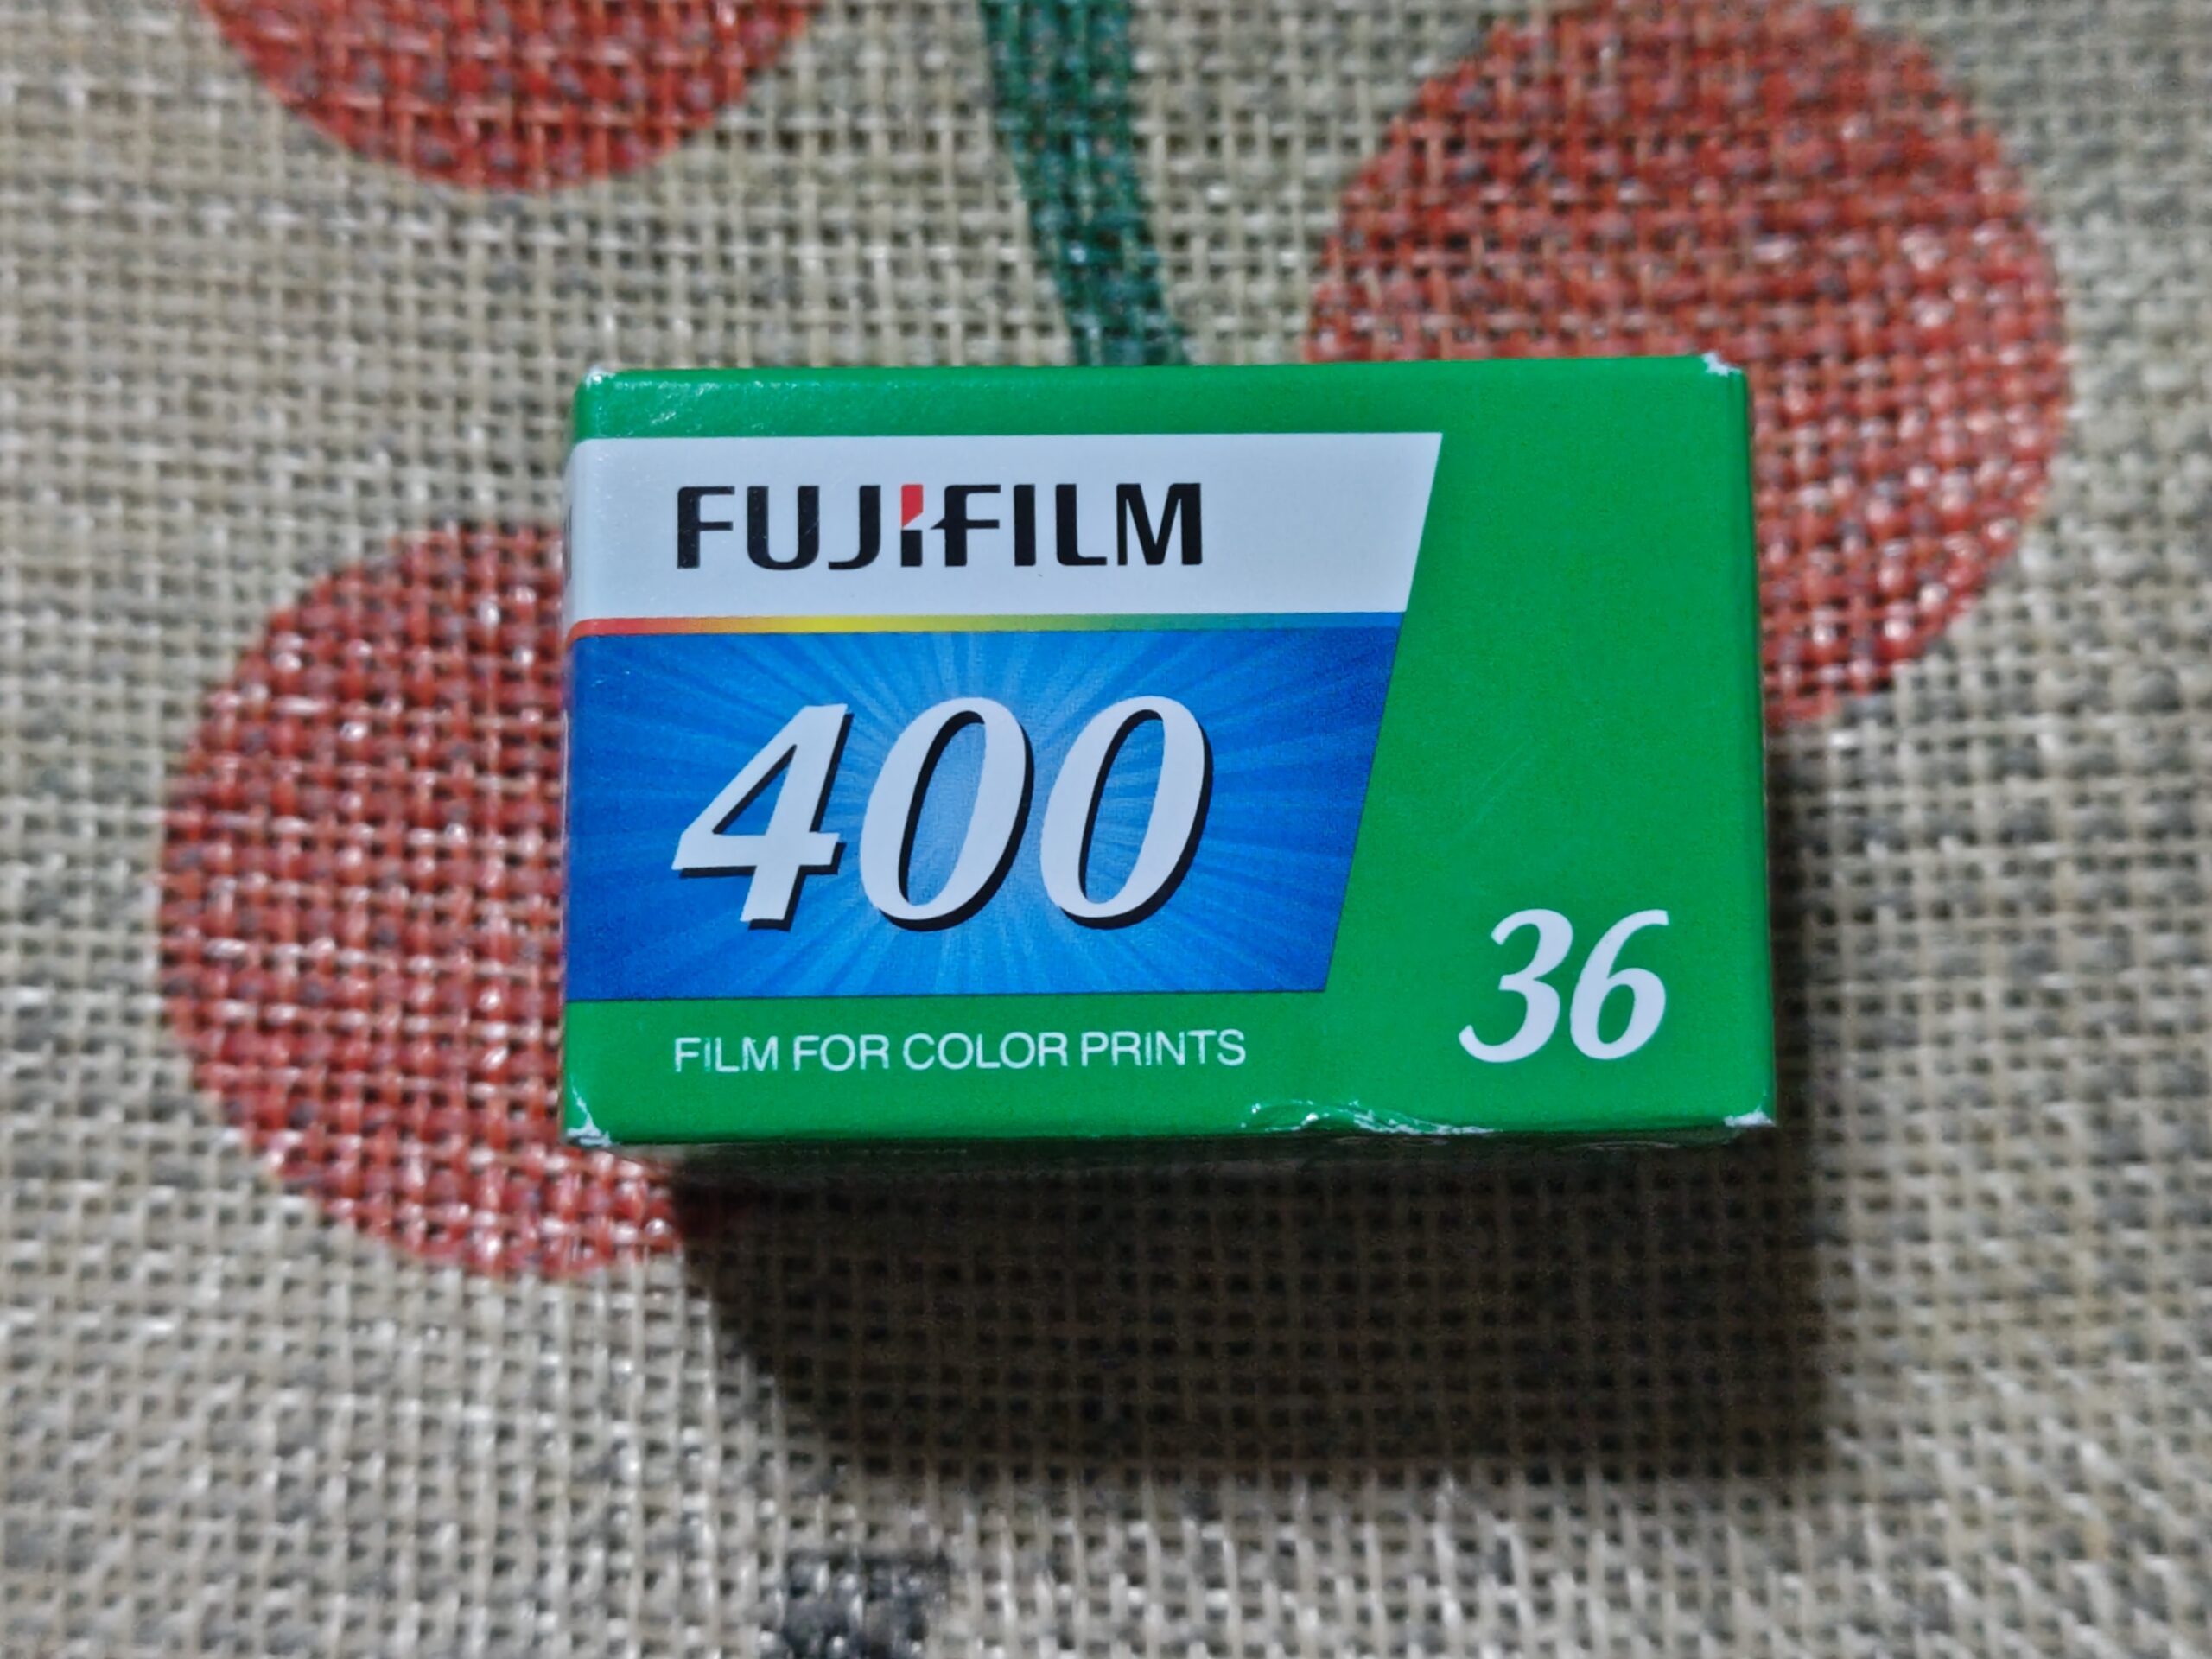 FUJIFILM
400
36
FILM FOR COLOR PRINTS